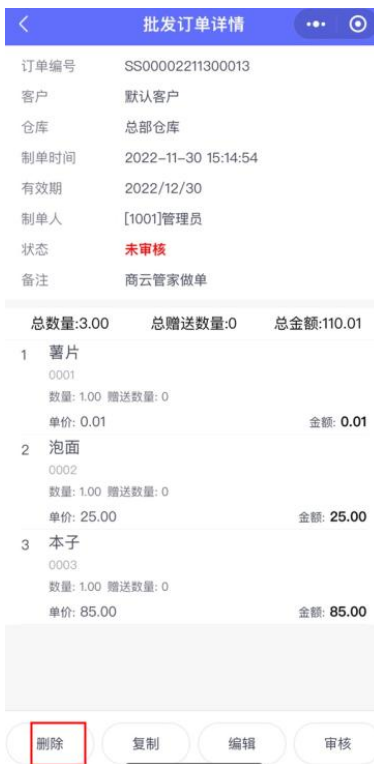 批发订单详情
订单编号 SS00002211300013
客户 默认客户
仓库 总部仓库
制单时间 2022-11-30 15:14:54
有效期 2022/12/30
制单人 [1001]管理员
状态 未审核
备注 商云管家做单
总数量:3.00 总赠送数量:0 总金额:110.01
1 薯片
0001
数量: 1.00 赠送数量: 0
单价: 0.01 金额: 0.01
2 泡面
0002
数量: 1.00 赠送数量: 0
单价: 25.00 金额: 25.00
3 本子
0003
数量: 1.00 赠送数量: 0
单价: 85.00 金额: 85.00
删除 复制 编辑 审核